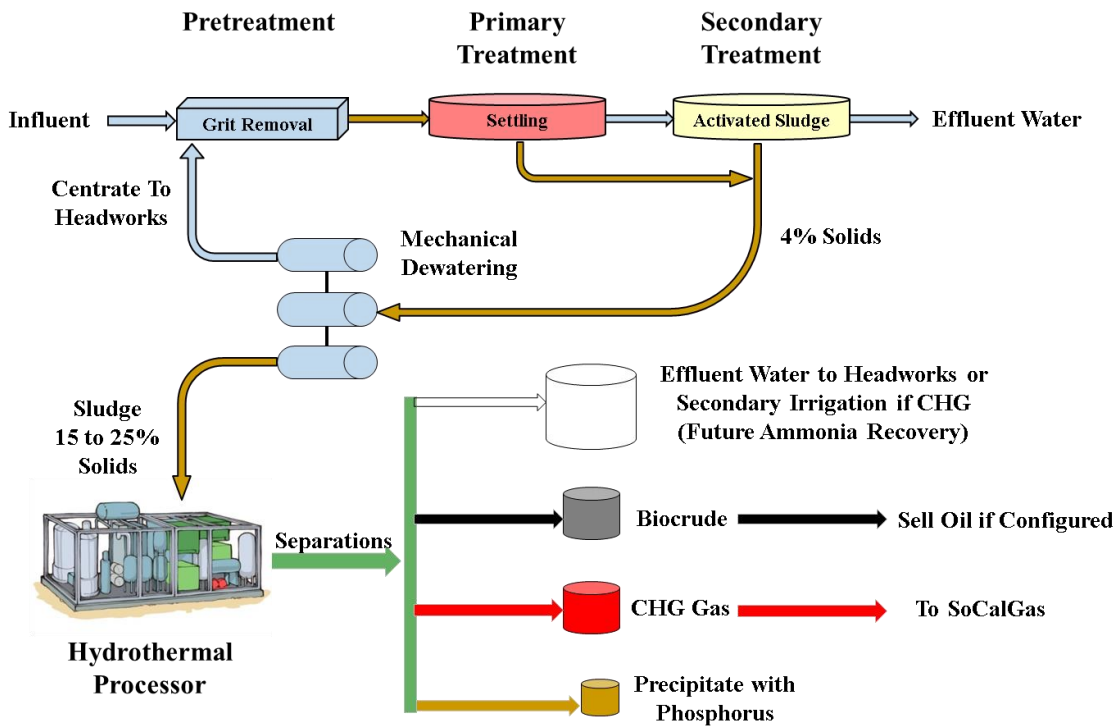 Pretreatment
Primary
Treatment
Secondary
Treatment
Influent
Grit Removal
Settling
Activated Sludge
Effluent Water
Centrate To
Headworks
Mechanical
Dewatering
4% Solids
Sludge
15 to 25%
Solids
Effluent Water to Headworks or
Secondary Irrigation if CHG
(Future Ammonia Recovery)
Separations
Biocrude
Sell Oil if Configured
CHG Gas
To SoCalGas
Hydrothermal
Processor
Precipitate with
Phosphorus